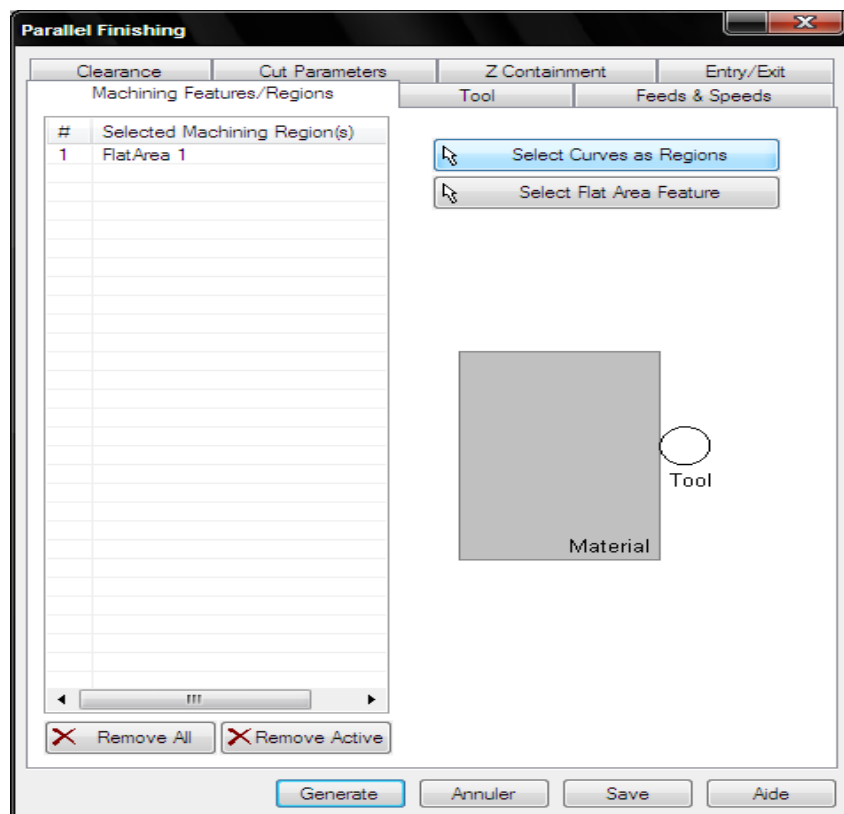 Parallel Finishing
Clearance Cut Parameters Z Containment Entry/Exit
Machining Features/Regions Tool Feeds & Speeds
# Selected Machining Region(s)
1 FlatArea 1
Select Curves as Regions
Select Flat Area Feature
Tool
Material
Remove All Remove Active
Generate Annuler Save Aide